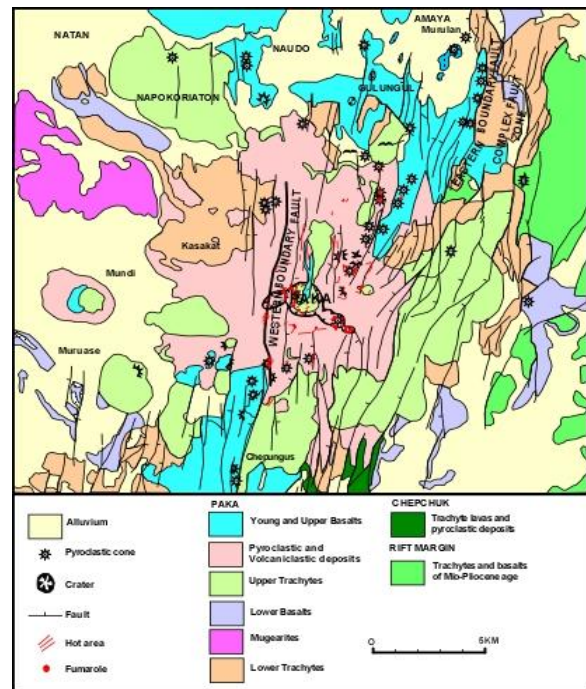 NATAN
AMAYA
Murulan
NAUDO
NAPOKORIATON
GULUNGUL
EASTERN BOUNDARY FAULT
COMPLEX FAULT
ZONE
Kasakat
WESTERN BOUNDARY FAULT
Mundi
PAKA
Muruase
Chepungus
Alluvium
Pyroclastic cone
Crater
Fault
Hot area
Fumarole
PAKA
Young and Upper Basalts
Pyroclastic and
Volcaniclastic deposits
Upper Trachytes
Lower Basalts
Mugearites
Lower Trachytes
CHEPCHUK
Trachyte lavas and
pyroclastic deposits
RIFT MARGIN
Trachytes and basalts
of Mio-Pliocene age
O
5KM